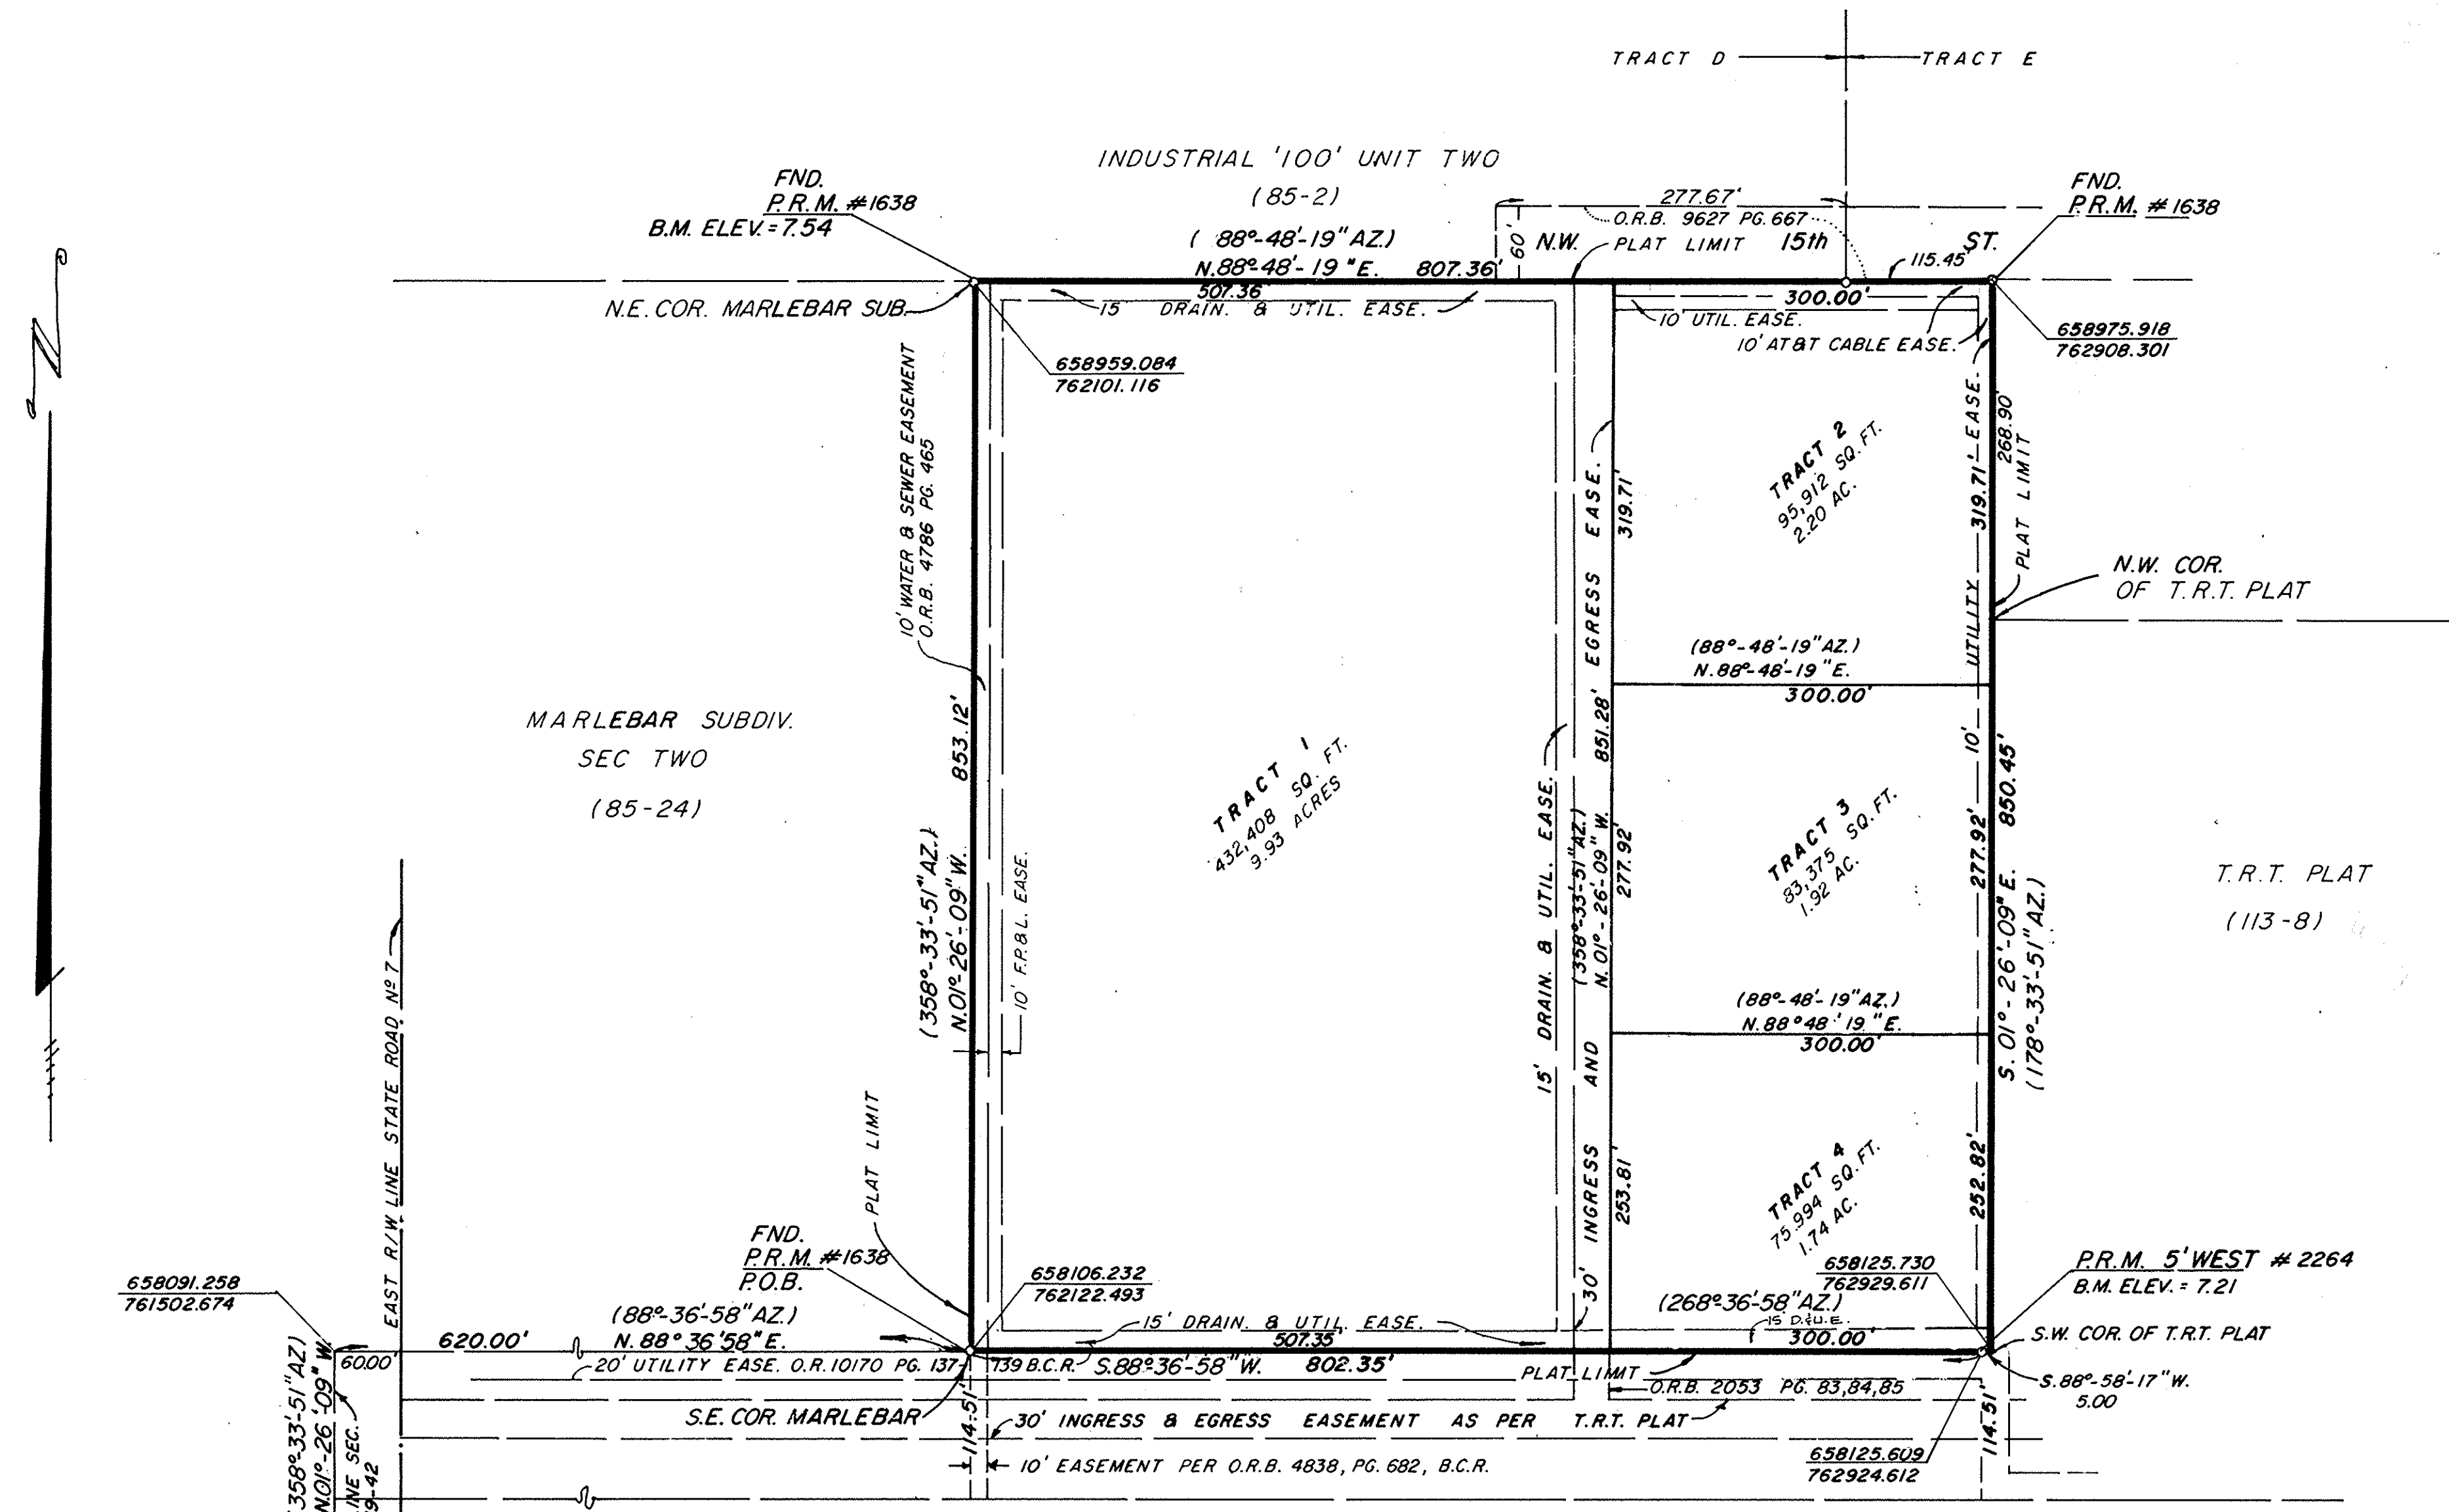 TRACT D
TRACT E
INDUSTRIAL '100' UNIT TWO
(85-2)
(88°-48'-19"AZ.)
N.88°-48'-19"E. 807.36'
507.36
15 DRAIN. & UTIL. EASE.
FND.
P.R.M. #1638
B.M. ELEV. = 7.54
N.E. COR. MARLEBAR SUB.
658959.084
762101.116
277.67'
O.R.B. 9627 PG. 667
60'
N.W. 15th ST.
PLAT LIMIT
115.45'
300.00'
10' UTIL. EASE.
10' AT&T CABLE EASE.
FND.
P.R.M. #1638
658975.918
762908.301
10' WATER & SEWER EASEMENT
O.R.B. 4786 PG. 465
853.12'
(358°-33'-51"AZ.)
N.01°-26'-09"W.
10' F.P.&L. EASE.
MARLEBAR SUBDIV.
SEC TWO
(85-24)
TRACT 1
432,408 SQ. FT.
9.93 ACRES
15' DRAIN. & UTIL. EASE.
30' INGRESS AND EGRESS EASE.
(358°-33'-51"AZ.)
N.01°-26'-09"W. 851.28'
319.71'
277.92'
253.81'
TRACT 2
95,912 SQ.FT.
2.20 AC.
(88°-48'-19"AZ.)
N.88°-48'-19"E.
300.00'
TRACT 3
83,375 SQ.FT.
1.92 AC.
(88°-48'-19"AZ.)
N.88°48'19"E.
300.00'
TRACT 4
75,994 SQ.FT.
1.74 AC.
10' UTILITY EASE.
319.71'
277.92'
252.82'
268.90'
PLAT LIMIT
N.W. COR.
OF T.R.T. PLAT
S.01°-26'-09"E. 850.45'
(178°-33'-51"AZ.)
T.R.T. PLAT
(113-8)
EAST R/W LINE STATE ROAD Nº 7
PLAT LIMIT
FND.
P.R.M. #1638
P.O.B.
658091.258
761502.674
(88°-36'-58"AZ.)
620.00' N.88°36'58"E.
60.00'
658106.232
762122.493
15' DRAIN. & UTIL. EASE.
507.35'
(268°-36'-58"AZ.)
15' D.&U.E.
300.00'
658125.730
762929.611
P.R.M. 5' WEST # 2264
B.M. ELEV. = 7.21
S.W. COR. OF T.R.T. PLAT
20' UTILITY EASE. O.R. 10170 PG. 137-739 B.C.R.
S.88°-36'-58"W. 802.35'
PLAT LIMIT
S.88°-58'-17"W.
5.00
O.R.B. 2053 PG. 83,84,85
S.E. COR. MARLEBAR
114.51'
30' INGRESS & EGRESS EASEMENT AS PER T.R.T. PLAT
114.51'
658125.609
762924.612
10' EASEMENT PER O.R.B. 4838, PG. 682, B.C.R.
358°-33'-51"AZ)
N.01°-26'-09"W.
INE SEC.
9-42